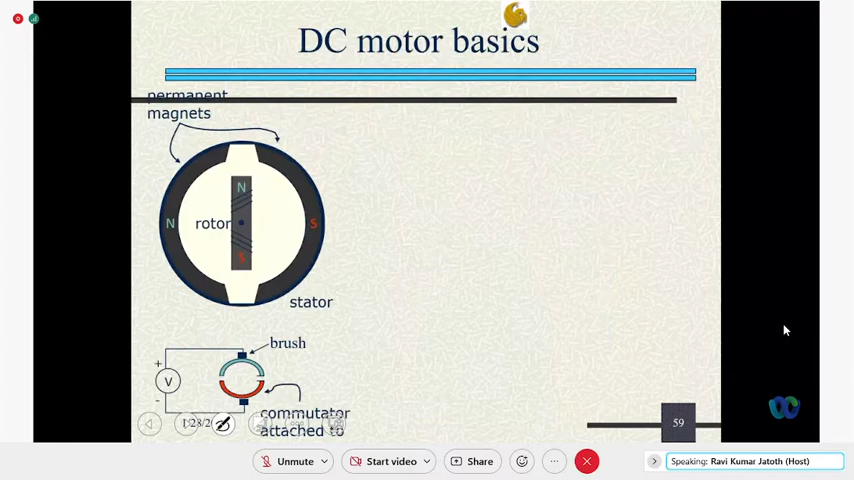 DC motor basics
permanent
magnets
N
N
rotor
S
S
stator
brush
+
V
-
commutator
attached to
59
Unmute
Start video
Share
Speaking: Ravi Kumar Jatoth (Host)